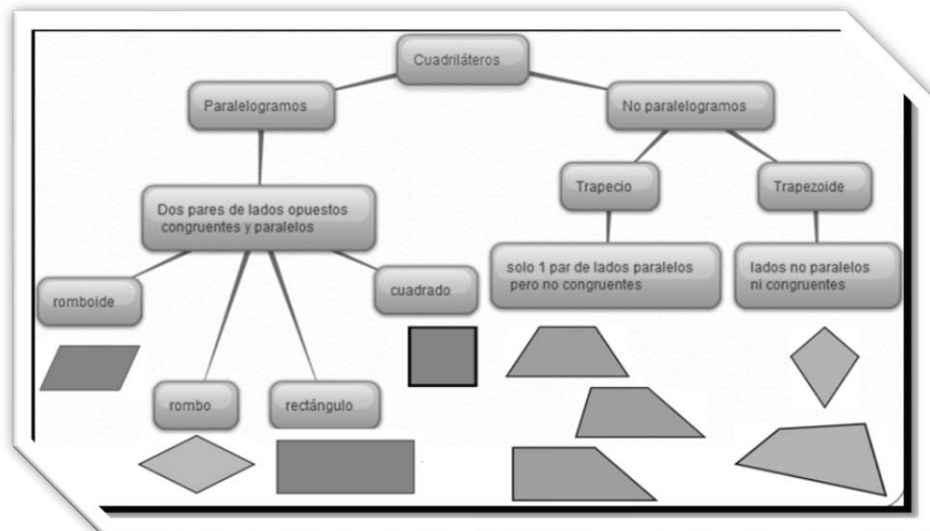 Cuadriláteros
Paralelogramos
No paralelogramos
Trapecio
Trapezoide
Dos pares de lados opuestos
congruentes y paralelos
solo 1 par de lados paralelos
pero no congruentes
lados no paralelos
ni congruentes
romboide
cuadrado
rombo
rectángulo